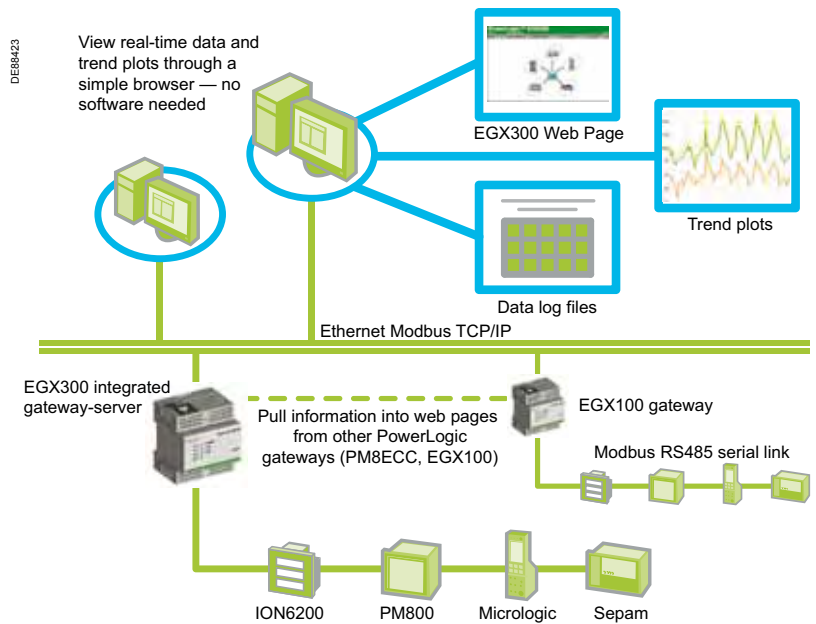 DE88423
View real-time data and
trend plots through a
simple browser — no
software needed
EGX300 Web Page
Trend plots
Data log files
Ethernet Modbus TCP/IP
EGX300 integrated
gateway-server
Pull information into web pages
from other PowerLogic
gateways (PM8ECC, EGX100)
EGX100 gateway
Modbus RS485 serial link
ION6200
PM800
Micrologic
Sepam